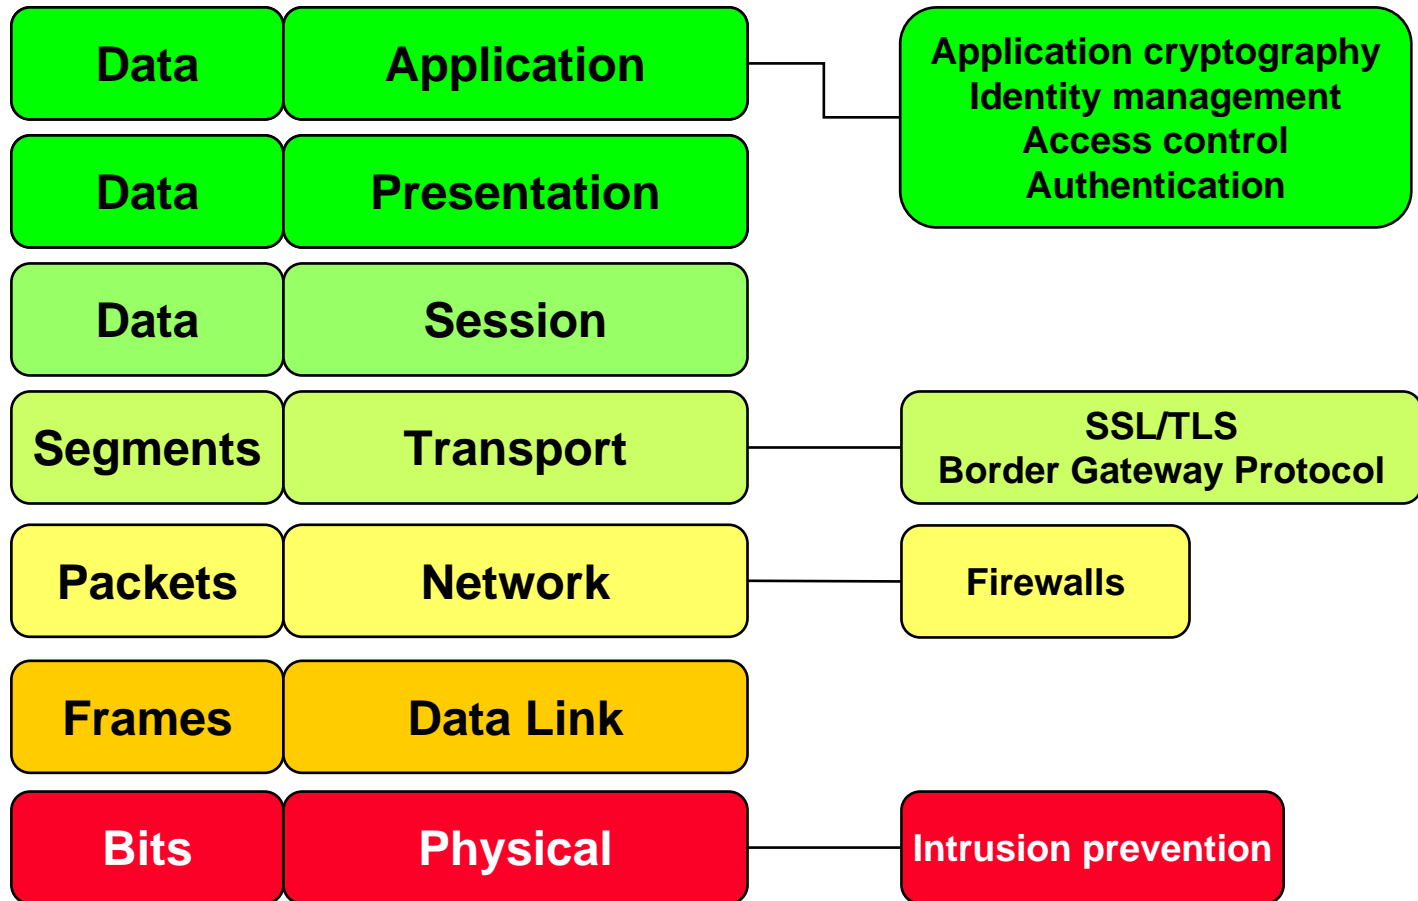 Data
Application
Application cryptography
Identity management
Access control
Authentication
Data
Presentation
Data
Session
Segments
Transport
SSL/TLS
Border Gateway Protocol
Packets
Network
Firewalls
Frames
Data Link
Bits
Physical
Intrusion prevention